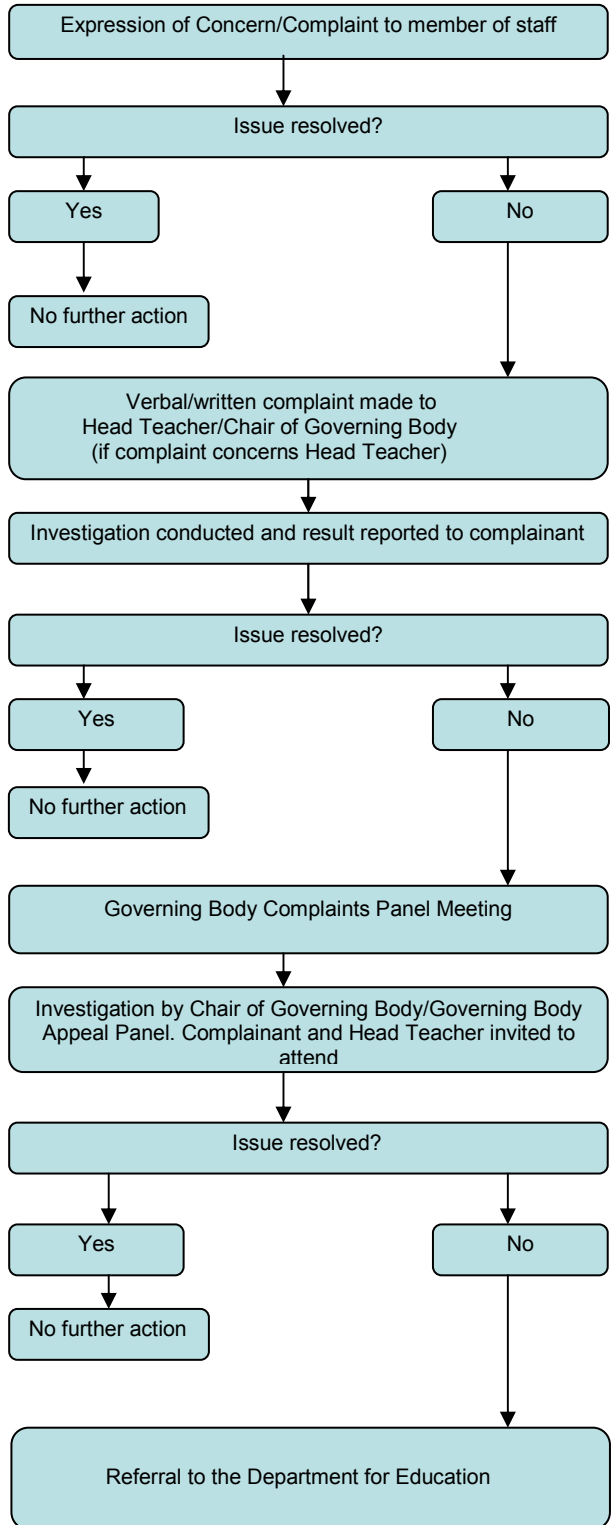 Expression of Concern/Complaint to member of staff
Issue resolved?
Yes
No
No further action
Verbal/written complaint made to
Head Teacher/Chair of Governing Body
(if complaint concerns Head Teacher)
Investigation conducted and result reported to complainant
Issue resolved?
Yes
No
No further action
Governing Body Complaints Panel Meeting
Investigation by Chair of Governing Body/Governing Body
Appeal Panel. Complainant and Head Teacher invited to
attend
Issue resolved?
Yes
No
No further action
Referral to the Department for Education